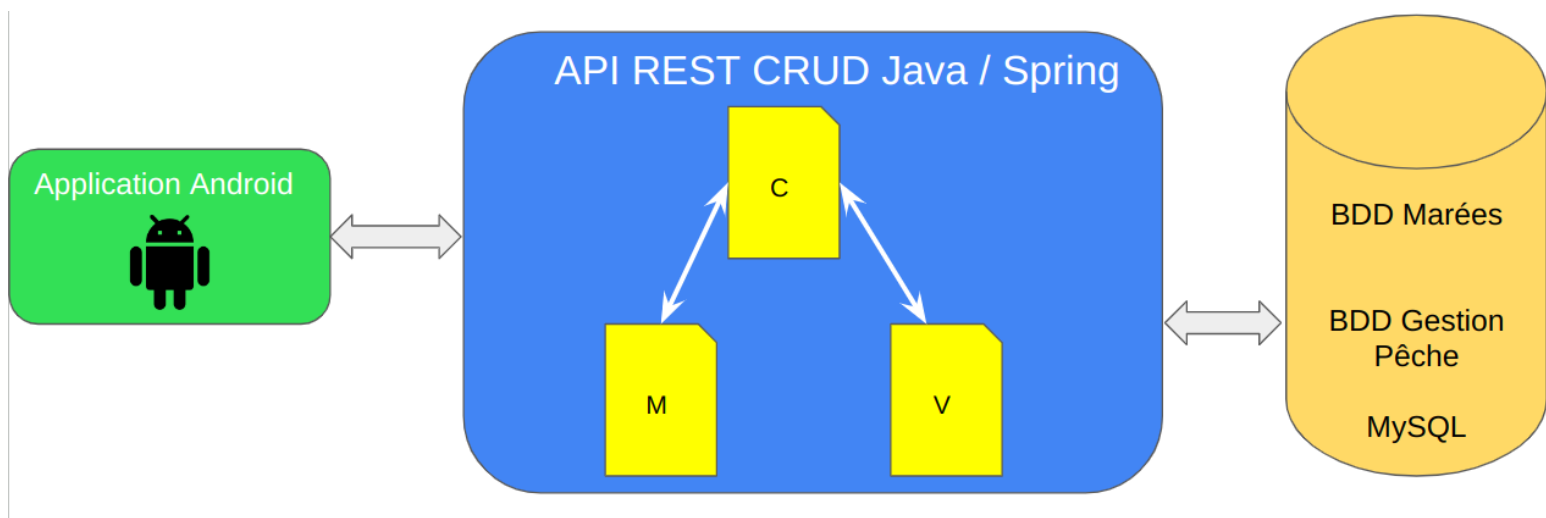 API REST CRUD Java / Spring
Application Android
C
M
V
BDD Marées
BDD Gestion
Pêche
MySQL